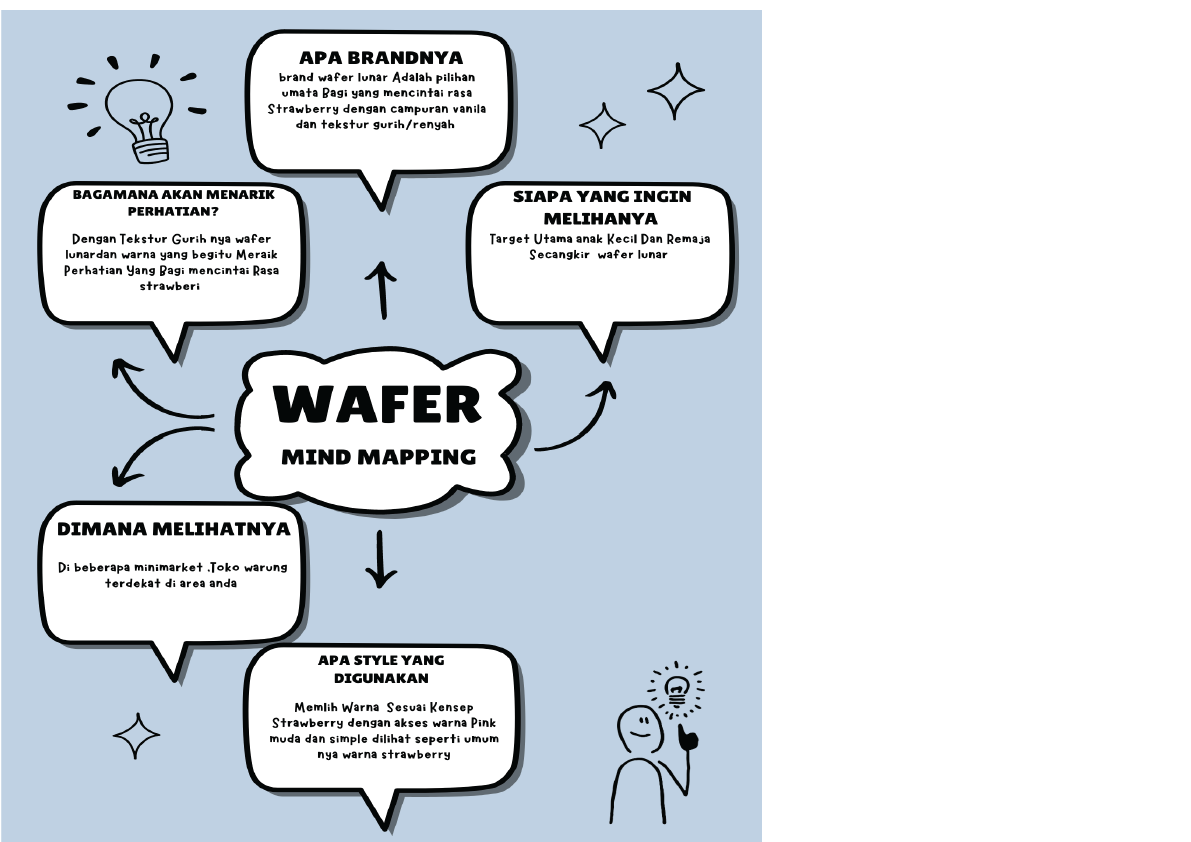 APA BRANDNYA
brand wafer lunar Adalah pilihan
umata Bagi yang mencintai rasa
Strawberry dengan campuran vanila
dan tekstur gurih/renyah
BAGAMANA AKAN MENARIK
PERHATIAN?
Dengan Tekstur Gurih nya wafer
lunardan warna yang begitu Meraik
Perhatian Yang Bagi mencintai Rasa
strawberi
SIAPA YANG INGIN
MELIHANYA
Target Utama anak Kecil Dan Remaja
Secangkir wafer lunar
WAFER
MIND MAPPING
DIMANA MELIHATNYA
Di beberapa minimarket ,Toko warung
terdekat di area anda
APA STYLE YANG
DIGUNAKAN
Memlih Warna Sesuai Kensep
Strawberry dengan akses warna Pink
muda dan simple dilihat seperti umum
nya warna strawberry